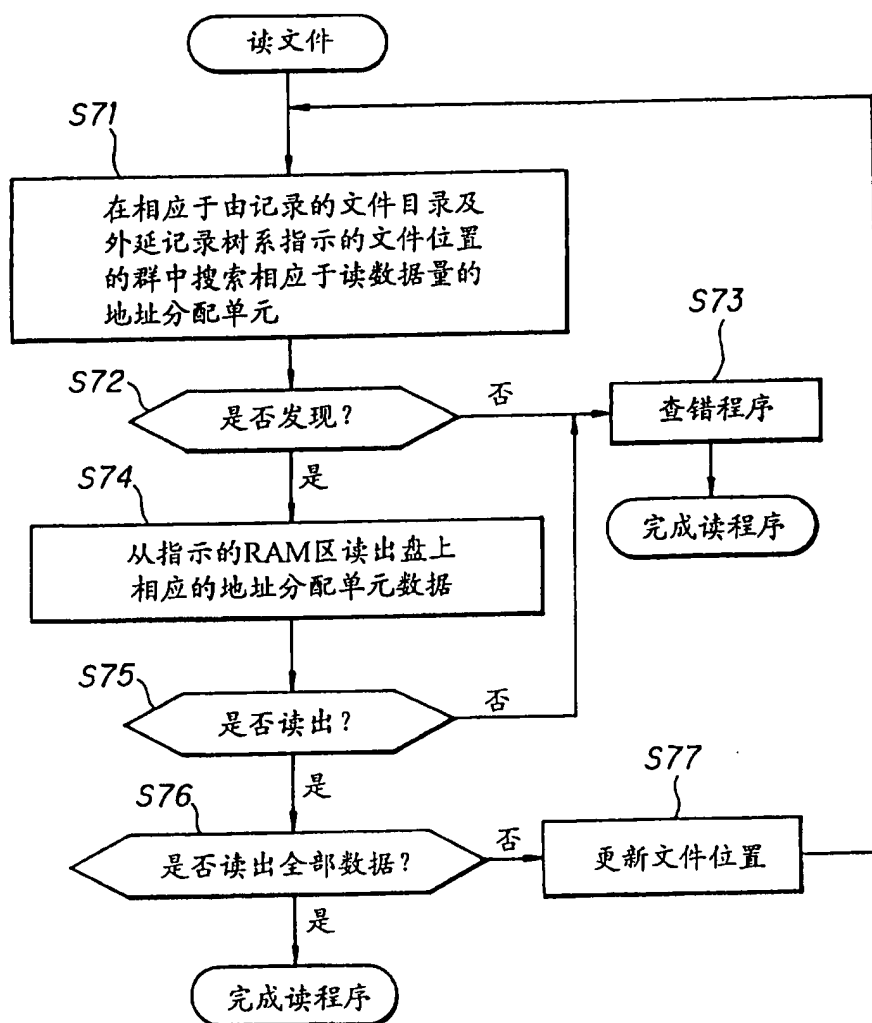 读文件
S71
在相应于由记录的文件目录及
外延记录树系指示的文件位置
的群中搜索相应于读数据量的
地址分配单元
S72
是否发现?
否
S73
查错程序
完成读程序
是
S74
从指示的RAM区读出盘上
相应的地址分配单元数据
S75
是否读出?
否
是
S76
是否读出全部数据?
否
S77
更新文件位置
是
完成读程序